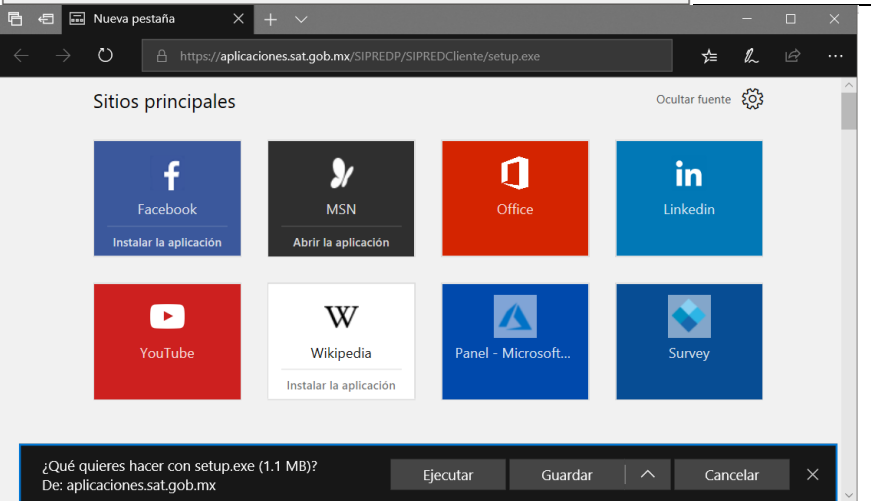 Nueva pestaña
https://aplicaciones.sat.gob.mx/SIPREDP/SIPREDCliente/setup.exe
Sitios principales
Ocultar fuente
Facebook
Instalar la aplicación
MSN
Abrir la aplicación
Office
Linkedin
YouTube
W
Wikipedia
Instalar la aplicación
Panel - Microsoft...
Survey
¿Qué quieres hacer con setup.exe (1.1 MB)?
De: aplicaciones.sat.gob.mx
Ejecutar
Guardar
Cancelar